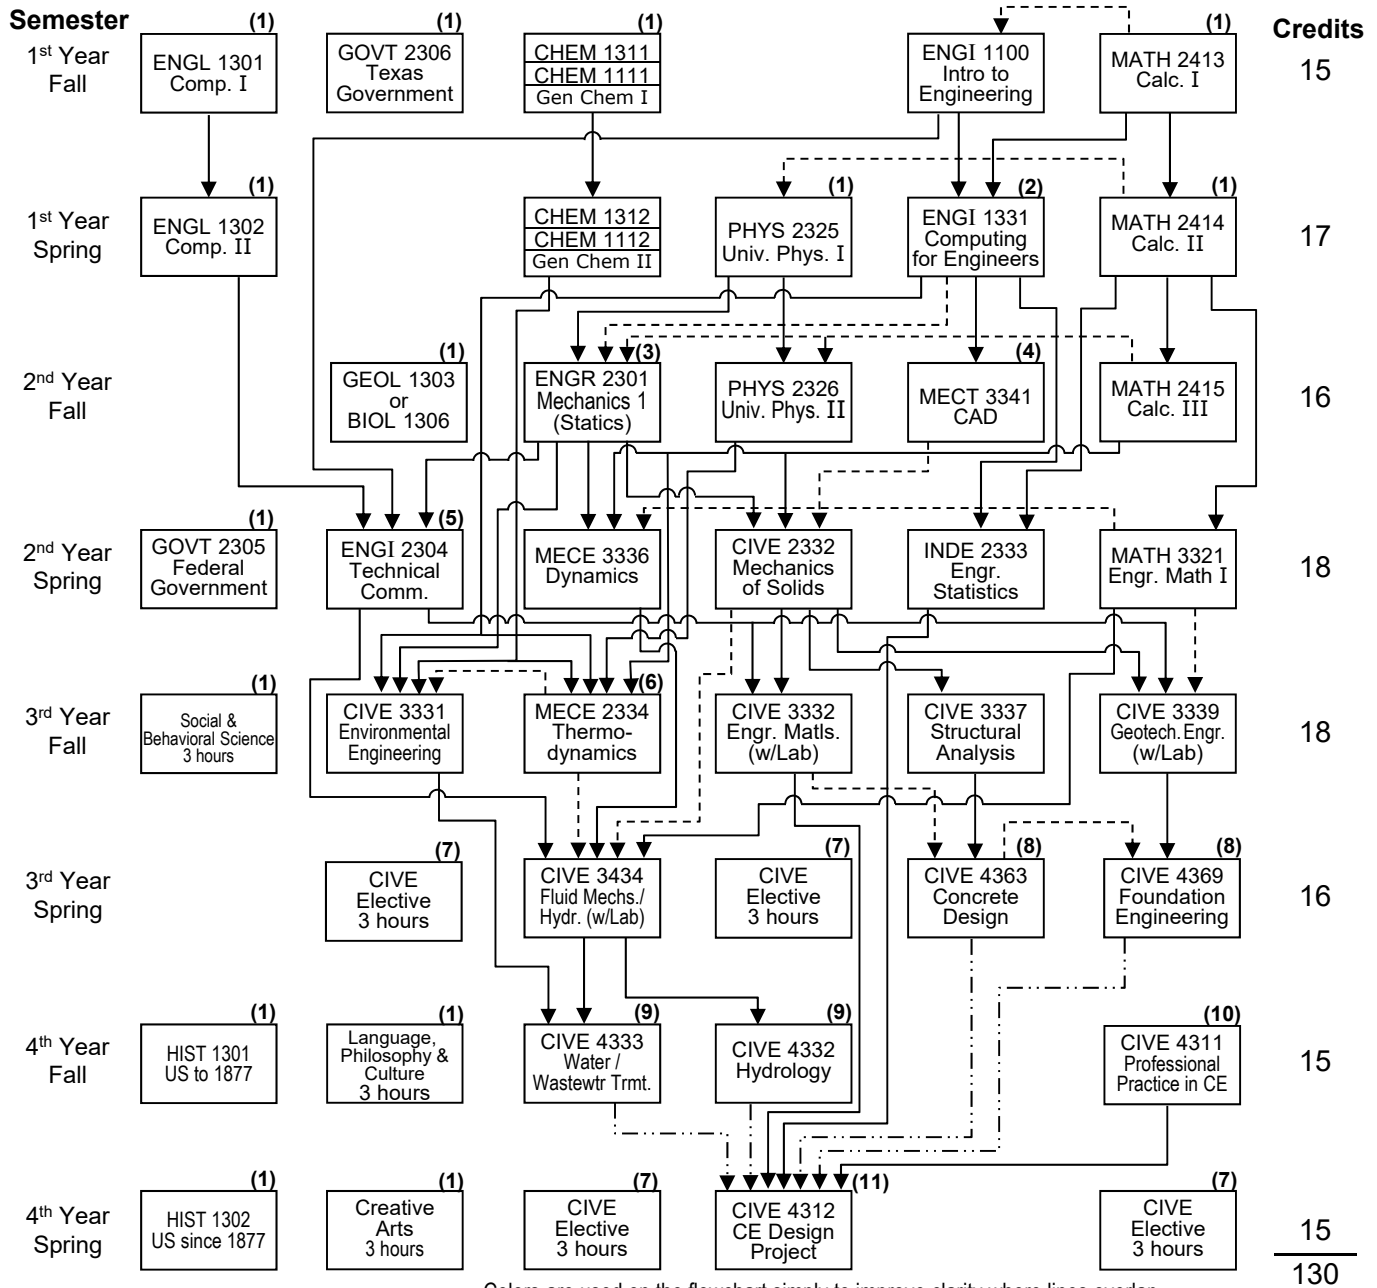 Semester
Credits
1st Year
Fall
(1)
ENGL 1301
Comp. I
(1)
GOVT 2306
Texas
Government
(1)
CHEM 1311
CHEM 1111
Gen Chem I
ENGI 1100
Intro to
Engineering
(1)
MATH 2413
Calc. I
15
1st Year
Spring
(1)
ENGL 1302
Comp. II
CHEM 1312
CHEM 1112
Gen Chem II
(1)
PHYS 2325
Univ. Phys. I
(2)
ENGI 1331
Computing
for Engineers
(1)
MATH 2414
Calc. II
17
2nd Year
Fall
(1)
GEOL 1303
or
BIOL 1306
(3)
ENGR 2301
Mechanics 1
(Statics)
PHYS 2326
Univ. Phys. II
(4)
MECT 3341
CAD
MATH 2415
Calc. III
16
2nd Year
Spring
(1)
GOVT 2305
Federal
Government
(5)
ENGI 2304
Technical
Comm.
MECE 3336
Dynamics
CIVE 2332
Mechanics
of Solids
INDE 2333
Engr.
Statistics
MATH 3321
Engr. Math I
18
3rd Year
Fall
(1)
Social &
Behavioral Science
3 hours
CIVE 3331
Environmental
Engineering
(6)
MECE 2334
Thermo-
dynamics
CIVE 3332
Engr. Matls.
(w/Lab)
CIVE 3337
Structural
Analysis
CIVE 3339
Geotech. Engr.
(w/Lab)
18
3rd Year
Spring
(7)
CIVE
Elective
3 hours
CIVE 3434
Fluid Mechs./
Hydr. (w/Lab)
(7)
CIVE
Elective
3 hours
(8)
CIVE 4363
Concrete
Design
(8)
CIVE 4369
Foundation
Engineering
16
4th Year
Fall
(1)
HIST 1301
US to 1877
(1)
Language,
Philosophy &
Culture
3 hours
(9)
CIVE 4333
Water /
Wastewtr Trmt.
(9)
CIVE 4332
Hydrology
(10)
CIVE 4311
Professional
Practice in CE
15
4th Year
Spring
(1)
HIST 1302
US since 1877
(1)
Creative
Arts
3 hours
(7)
CIVE
Elective
3 hours
(11)
CIVE 4312
CE Design
Project
(7)
CIVE
Elective
3 hours
15
130
Colors are used on the flowchart simply to improve clarity where lines overlap